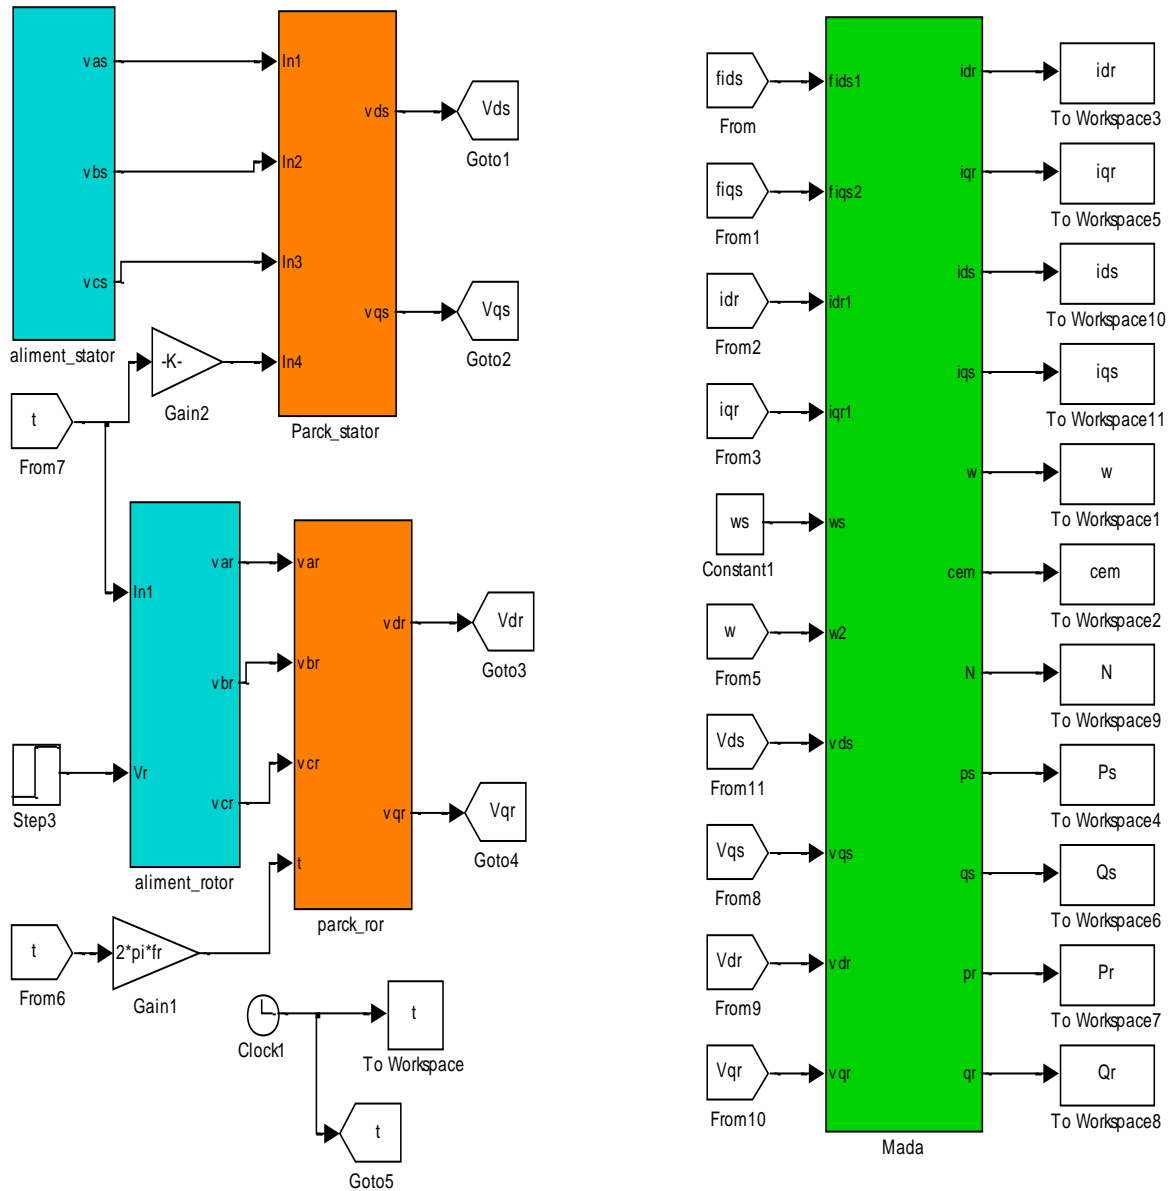 vas
vbs
vcs
aliment_stator
In1
In2
In3
In4
vds
vqs
Parck_stator
Vds
Goto1
Vqs
Goto2
-K-
Gain2
t
From7
In1
Vr
var
vbr
vcr
aliment_rotor
Step3
var
vbr
vcr
t
vdr
vqr
parck_ror
Vdr
Goto3
Vqr
Goto4
t
From6
2*pi*fr
Gain1
Clock1
t
To Workspace
t
Goto5
fids
From
fiqs
From1
idr
From2
iqr
From3
ws
Constant1
w
From5
Vds
From11
Vqs
From8
Vdr
From9
Vqr
From10
fids1
fiqs2
idr1
iqr1
ws
w2
vds
vqs
vdr
vqr
idr
iqr
ids
iqs
w
cem
N
ps
qs
pr
qr
Mada
idr
To Workspace3
iqr
To Workspace5
ids
To Workspace10
iqs
To Workspace11
w
To Workspace1
cem
To Workspace2
N
To Workspace9
Ps
To Workspace4
Qs
To Workspace6
Pr
To Workspace7
Qr
To Workspace8